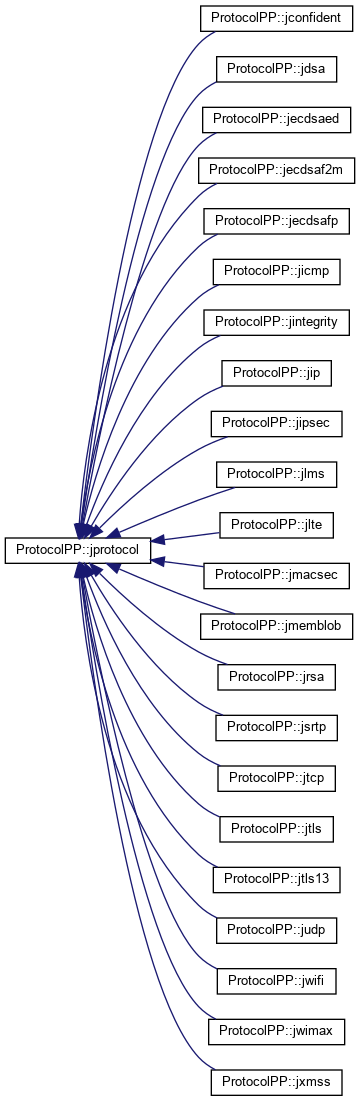 ProtocolPP::jconfident
ProtocolPP::jdsa
ProtocolPP::jecdsaed
ProtocolPP::jecdsaf2m
ProtocolPP::jecdsafp
ProtocolPP::jicmp
ProtocolPP::jintegrity
ProtocolPP::jip
ProtocolPP::jipsec
ProtocolPP::jlms
ProtocolPP::jlte
ProtocolPP::jprotocol
ProtocolPP::jmacsec
ProtocolPP::jmemblob
ProtocolPP::jrsa
ProtocolPP::jsrtp
ProtocolPP::jtcp
ProtocolPP::jtls
ProtocolPP::jtls13
ProtocolPP::judp
ProtocolPP::jwifi
ProtocolPP::jwimax
ProtocolPP::jxmss